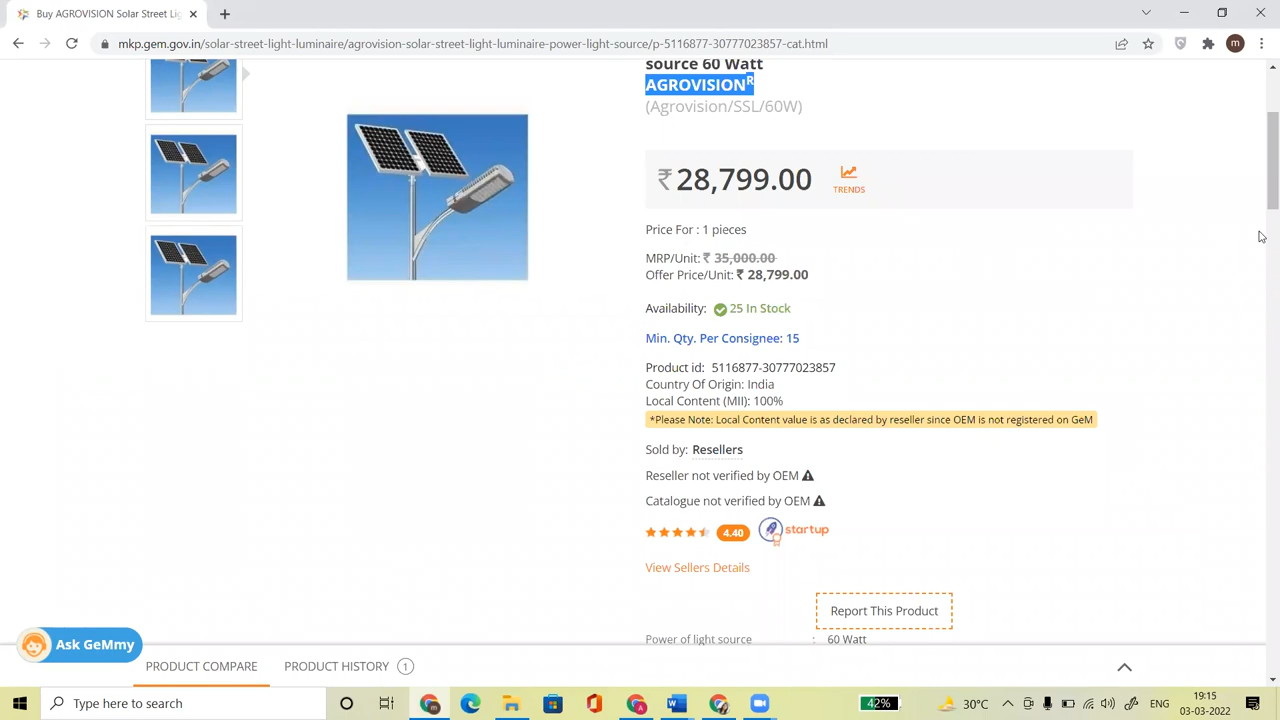 Buy AGROVISION Solar Street Lig
mkp.gem.gov.in/solar-street-light-luminaire/agrovision-solar-street-light-luminaire-power-light-source/p-5116877-30777023857-cat.html
m
source 60 Watt
AGROVISIONR
(Agrovision/SSL/60W)
₹ 28,799.00
TRENDS
Price For : 1 pieces
MRP/Unit: ₹ 35,000.00
Offer Price/Unit: ₹ 28,799.00
Availability: 25 In Stock
Min. Qty. Per Consignee: 15
Product id: 5116877-30777023857
Country Of Origin: India
Local Content (MII): 100%
*Please Note: Local Content value is as declared by reseller since OEM is not registered on GeM
Sold by: Resellers
Reseller not verified by OEM
Catalogue not verified by OEM
4.40 startup
View Sellers Details
Report This Product
Power of light source : 60 Watt
Ask GeMmy
PRODUCT COMPARE PRODUCT HISTORY 1
Type here to search
42%
30°C
ENG
19:15
03-03-2022